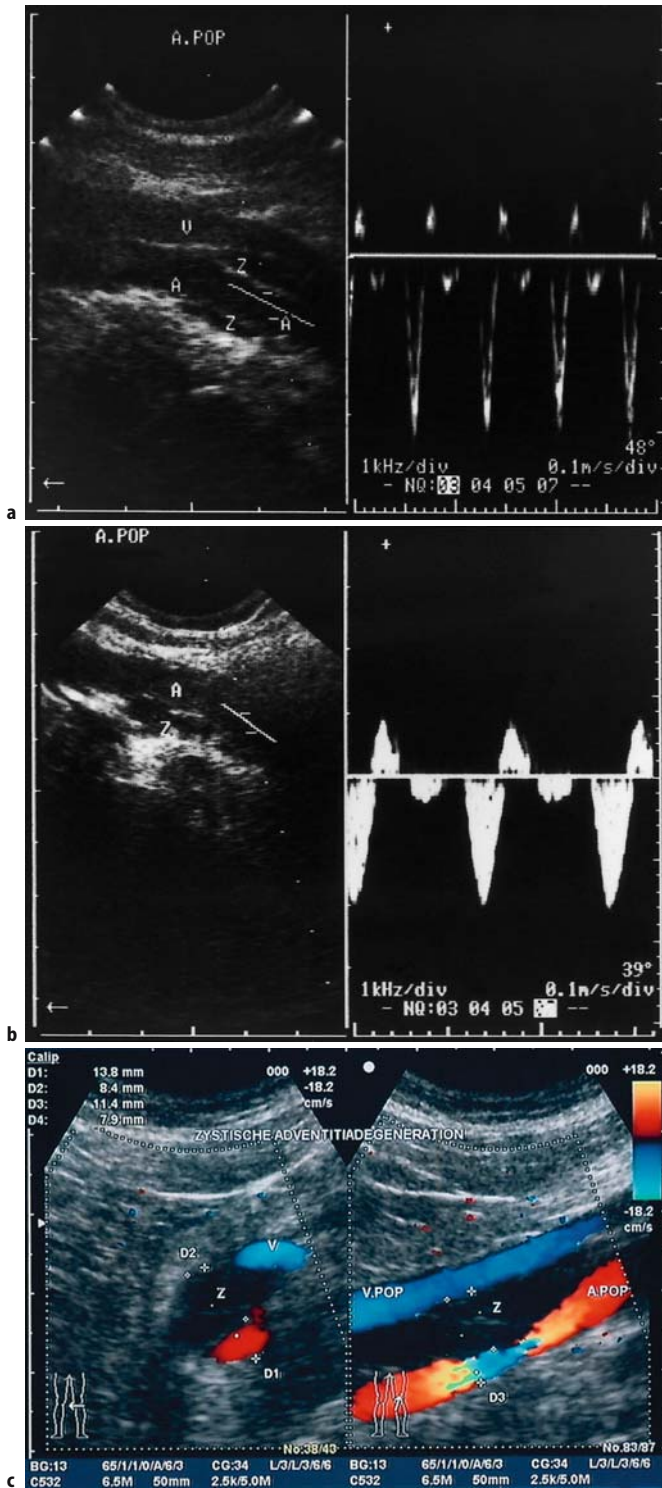 A.POP
V
Z
A
A
Z
48°
1kHz/div 0.1m/s/div
- NQ:03 04 05 07 --
←
a
A.POP
A
Z
39°
1kHz/div 0.1m/s/div
- NQ:03 04 05
←
b
Calip
D1: 13.8 mm
D2: 8.4 mm
D3: 11.4 mm
D4: 7.9 mm
000 +18.2
-18.2
cm/s
000 +18.2
-18.2
cm/s
ZYSTISCHE ADVENTITIADEGENERATION
D2
V
Z
D1
V.POP
Z
A.POP
D3
No:38/43
No:83/87
BG:13 65/1/1/0/A/6/3 CG:34 L/3/L/3/6/6
C532 6.5M 50mm 2.5k/5.0M
BG:13 65/1/1/0/A/6/3 CG:34 L/3/L/3/6/6
C532 6.5M 50mm 2.5k/5.0M
c